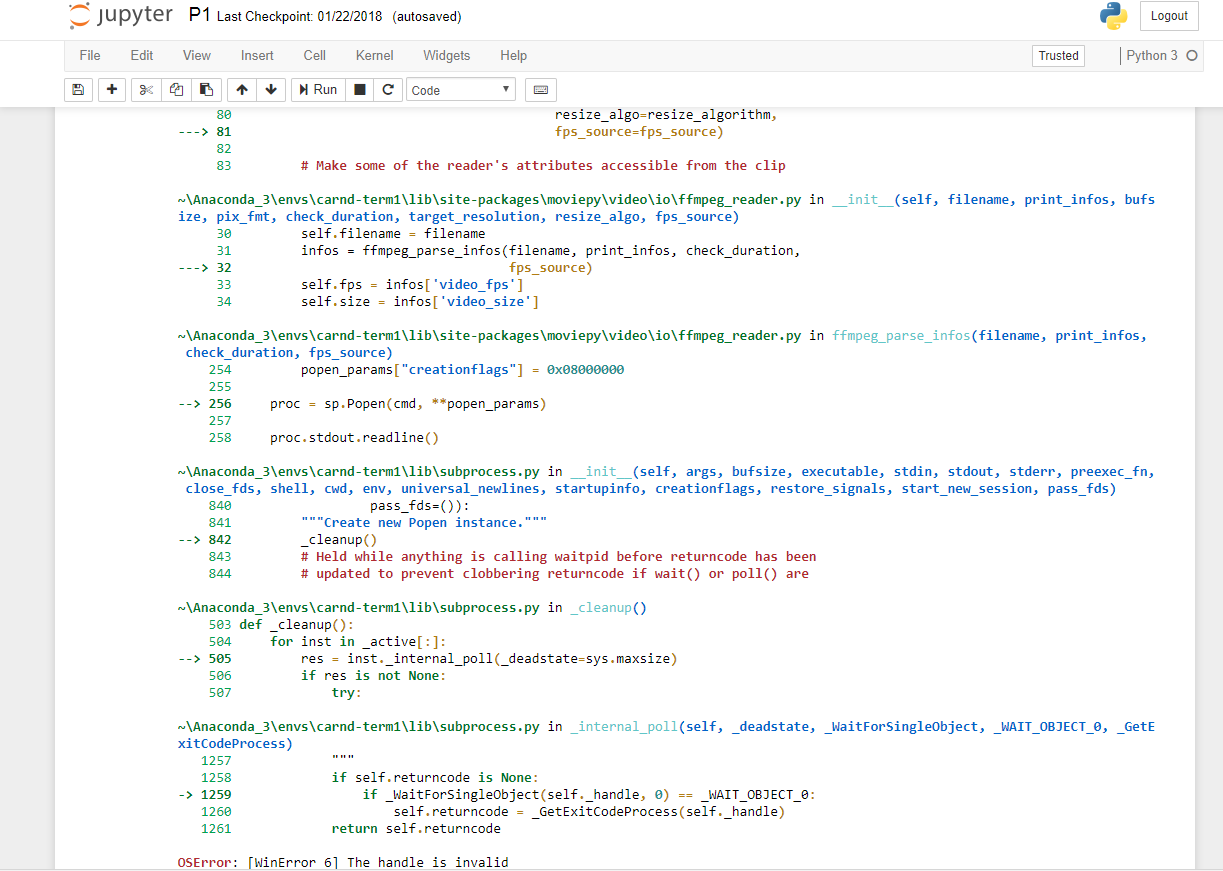 jupyter P1 Last Checkpoint: 01/22/2018 (autosaved)
Logout
File Edit View Insert Cell Kernel Widgets Help Trusted Python 3
Run Code
80 resize_algo=resize_algorithm,
---> 81 fps_source=fps_source)
82
83 # Make some of the reader's attributes accessible from the clip
~\Anaconda_3\envs\carnd-term1\lib\site-packages\moviepy\video\io\ffmpeg_reader.py in __init__(self, filename, print_infos, bufs
ize, pix_fmt, check_duration, target_resolution, resize_algo, fps_source)
30 self.filename = filename
31 infos = ffmpeg_parse_infos(filename, print_infos, check_duration,
---> 32 fps_source)
33 self.fps = infos['video_fps']
34 self.size = infos['video_size']
~\Anaconda_3\envs\carnd-term1\lib\site-packages\moviepy\video\io\ffmpeg_reader.py in ffmpeg_parse_infos(filename, print_infos,
check_duration, fps_source)
254 popen_params["creationflags"] = 0x08000000
255
--> 256 proc = sp.Popen(cmd, **popen_params)
257
258 proc.stdout.readline()
~\Anaconda_3\envs\carnd-term1\lib\subprocess.py in __init__(self, args, bufsize, executable, stdin, stdout, stderr, preexec_fn,
close_fds, shell, cwd, env, universal_newlines, startupinfo, creationflags, restore_signals, start_new_session, pass_fds)
840 pass_fds=()):
841 """Create new Popen instance."""
--> 842 _cleanup()
843 # Held while anything is calling waitpid before returncode has been
844 # updated to prevent clobbering returncode if wait() or poll() are
~\Anaconda_3\envs\carnd-term1\lib\subprocess.py in _cleanup()
503 def _cleanup():
504 for inst in _active[:]:
--> 505 res = inst._internal_poll(_deadstate=sys.maxsize)
506 if res is not None:
507 try:
~\Anaconda_3\envs\carnd-term1\lib\subprocess.py in _internal_poll(self, _deadstate, _WaitForSingleObject, _WAIT_OBJECT_0, _GetE
xitCodeProcess)
1257 """
1258 if self.returncode is None:
-> 1259 if _WaitForSingleObject(self._handle, 0) == _WAIT_OBJECT_0:
1260 self.returncode = _GetExitCodeProcess(self._handle)
1261 return self.returncode
OSError: [WinError 6] The handle is invalid